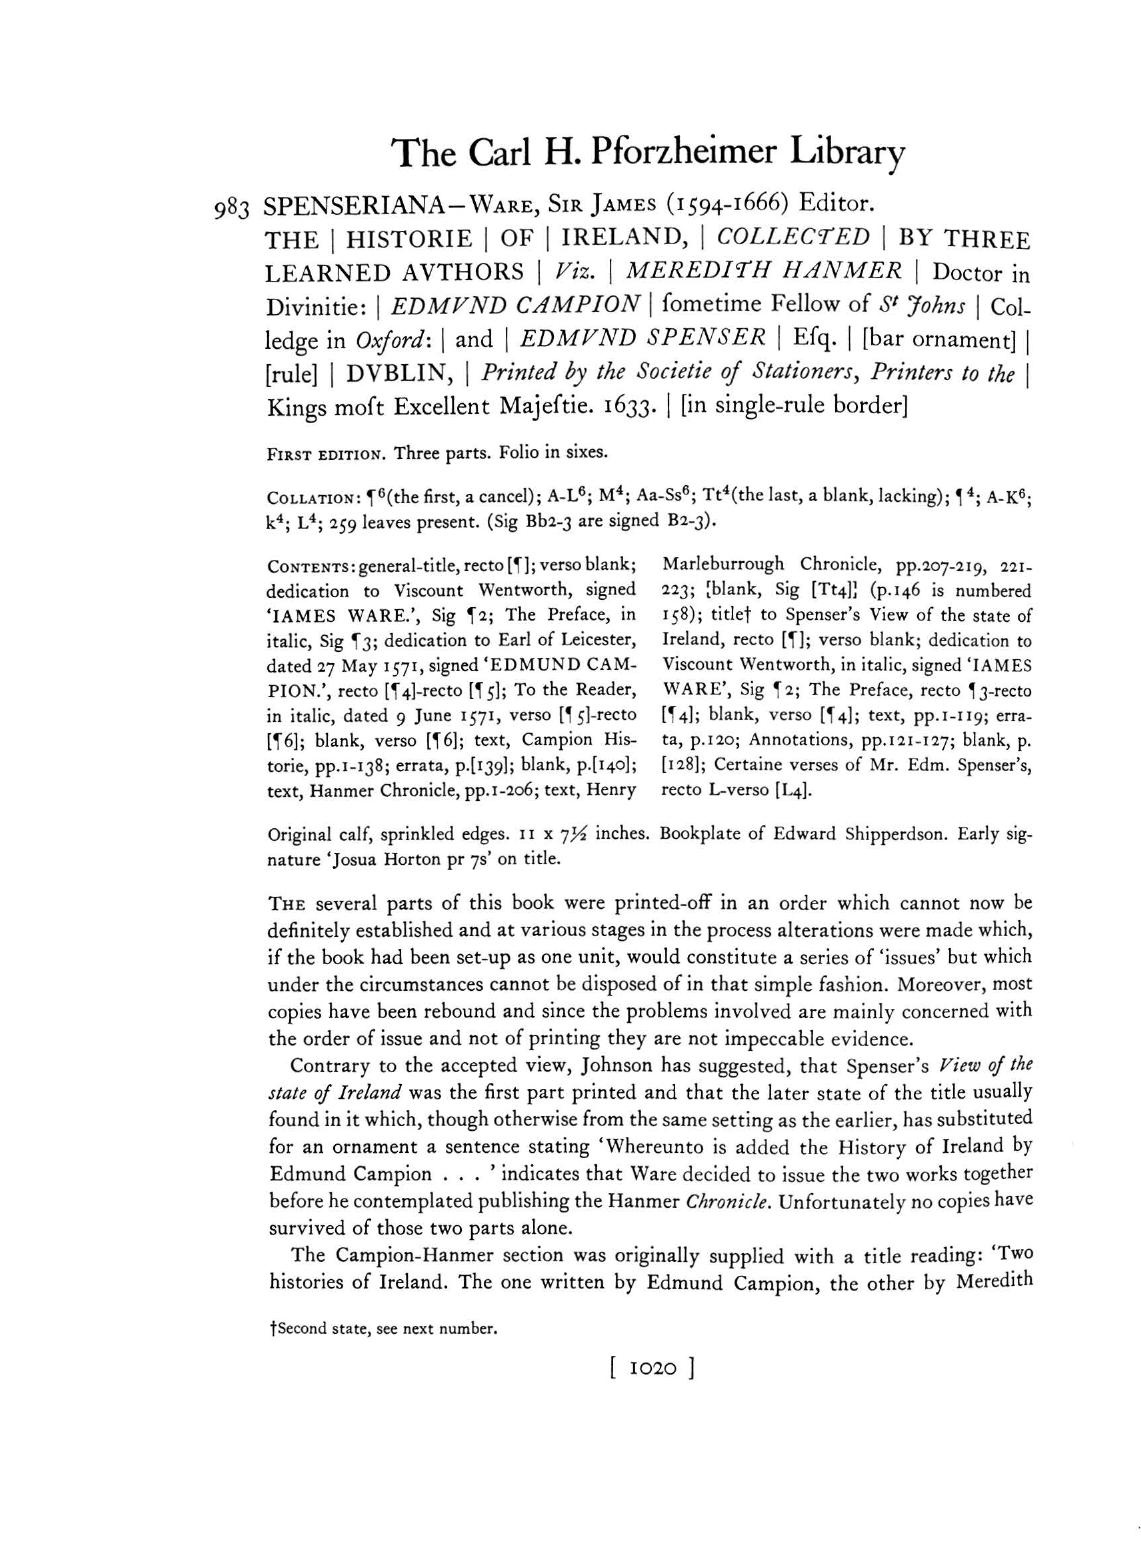 The Carl H. Pforzheimer Library
983 SPENSERIANA—WARE, SIR JAMES (1594-1666) Editor.
THE | HISTORIE | OF | IRELAND, | COLLECTED | BY THREE
LEARNED AVTHORS | Viz. | MEREDITH HANMER | Doctor in
Divinitie: | EDMVND CAMPION | ſometime Fellow of Sᵗ Johns | Col-
ledge in Oxford: | and | EDMVND SPENSER | Eſq. | [bar ornament] |
[rule] | DVBLIN, | Printed by the Societie of Stationers, Printers to the |
Kings moſt Excellent Majeſtie. 1633. | [in single-rule border]
FIRST EDITION. Three parts. Folio in sixes.
COLLATION: ¶⁶(the first, a cancel); A-L⁶; M⁴; Aa-Ss⁶; Tt⁴(the last, a blank, lacking); ¶⁴; A-K⁶;
k⁴; L⁴; 259 leaves present. (Sig Bb2-3 are signed B2-3).
CONTENTS: general-title, recto [¶]; verso blank;
dedication to Viscount Wentworth, signed
‘IAMES WARE.’, Sig ¶2; The Preface, in
italic, Sig ¶3; dedication to Earl of Leicester,
dated 27 May 1571, signed ‘EDMUND CAM-
PION.’, recto [¶4]-recto [¶5]; To the Reader,
in italic, dated 9 June 1571, verso [¶5]-recto
[¶6]; blank, verso [¶6]; text, Campion His-
torie, pp.1-138; errata, p.[139]; blank, p.[140];
text, Hanmer Chronicle, pp.1-206; text, Henry
Marleburrough Chronicle, pp.207-219, 221-
223; {blank, Sig [Tt4]} (p.146 is numbered
158); title† to Spenser's View of the state of
Ireland, recto [¶]; verso blank; dedication to
Viscount Wentworth, in italic, signed ‘IAMES
WARE’, Sig ¶2; The Preface, recto ¶3-recto
[¶4]; blank, verso [¶4]; text, pp.1-119; erra-
ta, p.120; Annotations, pp.121-127; blank, p.
[128]; Certaine verses of Mr. Edm. Spenser's,
recto L-verso [L4].
Original calf, sprinkled edges. 11 x 7½ inches. Bookplate of Edward Shipperdson. Early sig-
nature ‘Josua Horton pr 7s’ on title.
THE several parts of this book were printed-off in an order which cannot now be
definitely established and at various stages in the process alterations were made which,
if the book had been set-up as one unit, would constitute a series of ‘issues’ but which
under the circumstances cannot be disposed of in that simple fashion. Moreover, most
copies have been rebound and since the problems involved are mainly concerned with
the order of issue and not of printing they are not impeccable evidence.
Contrary to the accepted view, Johnson has suggested, that Spenser's View of the
state of Ireland was the first part printed and that the later state of the title usually
found in it which, though otherwise from the same setting as the earlier, has substituted
for an ornament a sentence stating ‘Whereunto is added the History of Ireland by
Edmund Campion . . . ’ indicates that Ware decided to issue the two works together
before he contemplated publishing the Hanmer Chronicle. Unfortunately no copies have
survived of those two parts alone.
The Campion-Hanmer section was originally supplied with a title reading: ‘Two
histories of Ireland. The one written by Edmund Campion, the other by Meredith
†Second state, see next number.
[ 1020 ]